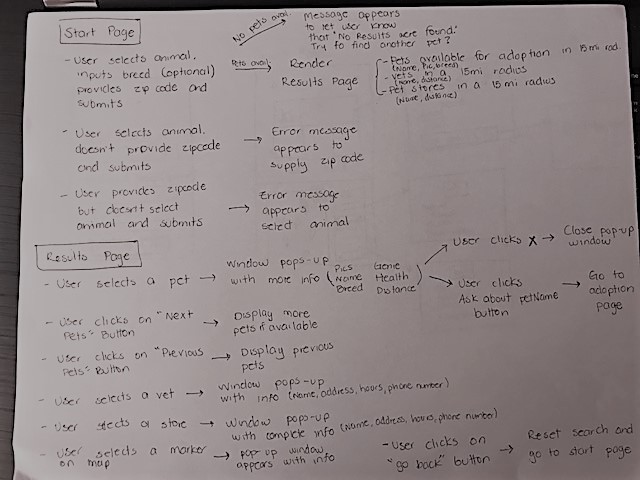 Start Page
- User selects animal,
inputs breed (optional)
provides zip code and
submits
No pets avai.
Message appears
to let user know
that "No Results were found.
Try to find another pet?
Pets avai.
Render
Results Page
- Pets available for adoption in 15 mi rad.
(Name, Pic, breed)
- Vets in a 15mi radius
(name, distance)
- Pet stores in a 15 mi radius
(Name, distance)
- User selects animal,
doesn't provide zipcode
and submits
Error message
appears to
supply zip code
- User provides zipcode
but doesn't select
animal and submits
Error message
appears to
select animal
Results Page
- User selects a pet
Window pops-up
with more info
Pics
Name
Breed
Health
Distance
User clicks X
Close pop-up
window
User clicks
Ask about petName
button
Go to
adoption
page
- User clicks on "Next
Pets" Button
Display more
pets if available
- User clicks on "Previous
Pets" Button
Display previous
pets
- User selects a vet
Window pops-up
with info (Name, address, hours, phone number)
- User selects a store
Window pops-up
with complete info (Name, address, hours, phone number)
- User selects a marker
on map
pop-up window
appears with info
- User clicks on
"go back" button
Reset search and
go to start page